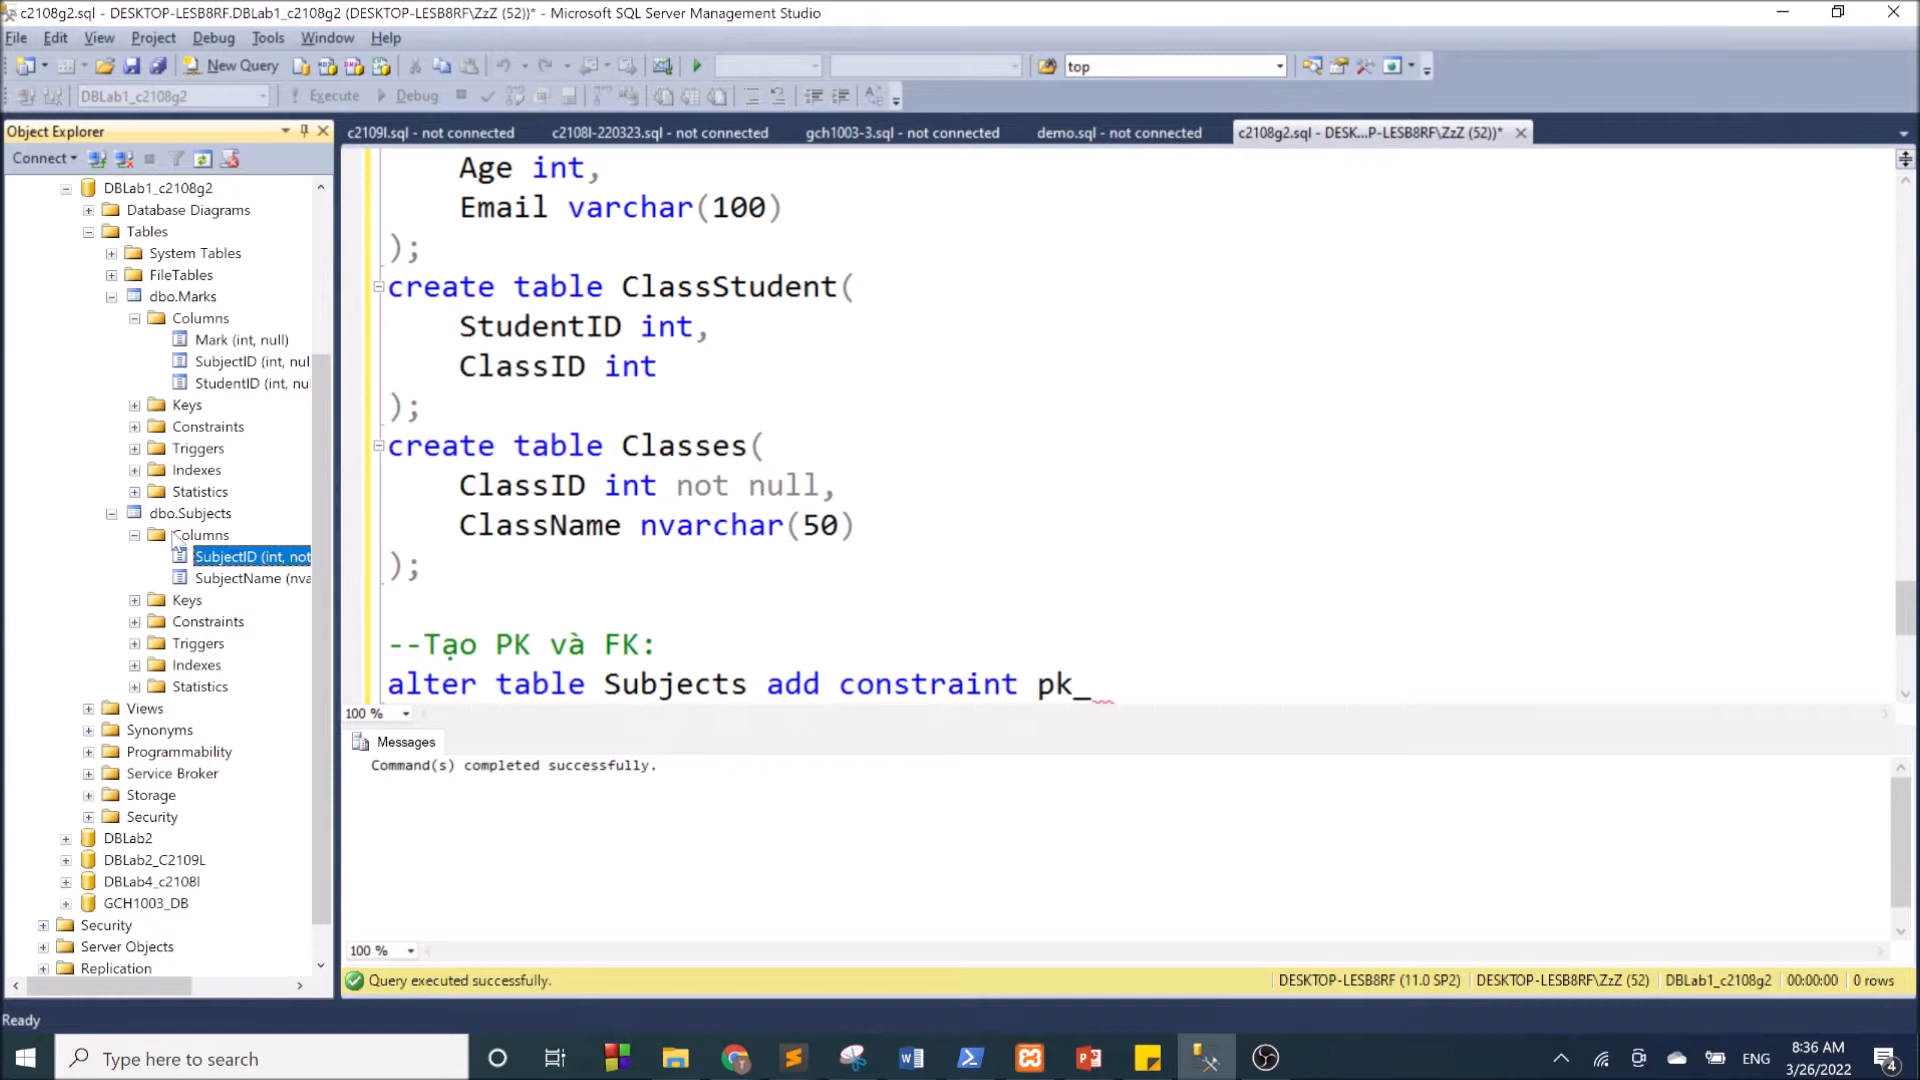 c2108g2.sql - DESKTOP-LESB8RF.DBLab1_c2108g2 (DESKTOP-LESB8RF\ZzZ (52))* - Microsoft SQL Server Management Studio
File Edit View Project Debug Tools Window Help
New Query top
DBLab1_c2108g2 Execute Debug
Object Explorer
c2109l.sql - not connected c2108l-220323.sql - not connected gch1003-3.sql - not connected demo.sql - not connected c2108g2.sql - DESK...P-LESB8RF\ZzZ (52))*
Connect
DBLab1_c2108g2
Database Diagrams
Tables
System Tables
FileTables
dbo.Marks
Columns
Mark (int, null)
SubjectID (int, nul
StudentID (int, nul
Keys
Constraints
Triggers
Indexes
Statistics
dbo.Subjects
Columns
SubjectID (int, not
SubjectName (nva
Keys
Constraints
Triggers
Indexes
Statistics
Views
Synonyms
Programmability
Service Broker
Storage
Security
DBLab2
DBLab2_C2109L
DBLab4_c2108l
GCH1003_DB
Security
Server Objects
Replication
Age int,
Email varchar(100)
);
create table ClassStudent(
StudentID int,
ClassID int
);
create table Classes(
ClassID int not null,
ClassName nvarchar(50)
);
--Tạo PK và FK:
alter table Subjects add constraint pk_
100 %
Messages
Command(s) completed successfully.
100 %
Query executed successfully. DESKTOP-LESB8RF (11.0 SP2) DESKTOP-LESB8RF\ZzZ (52) DBLab1_c2108g2 00:00:00 0 rows
Ready
Type here to search
ENG
8:36 AM
3/26/2022
4